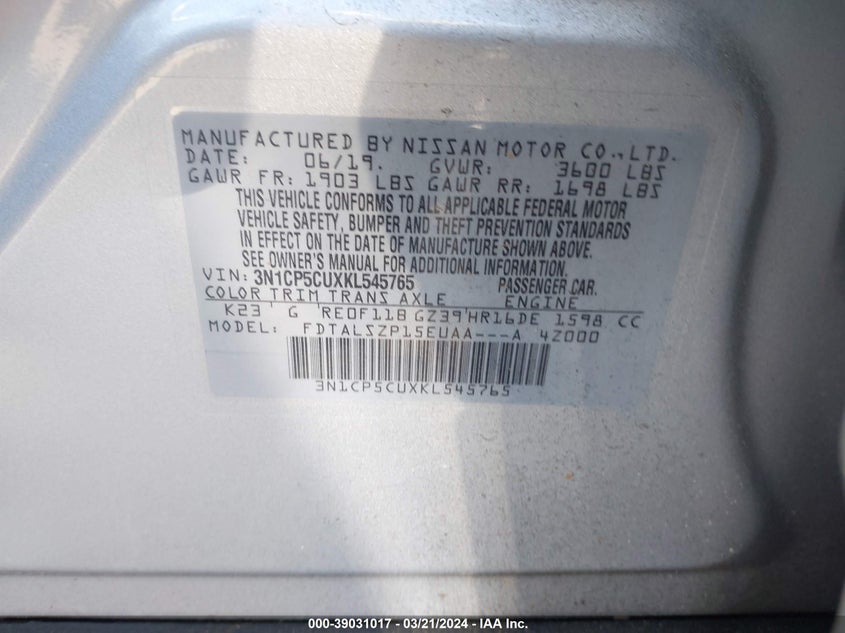 MANUFACTURED BY NISSAN MOTOR CO.,LTD.
DATE: 06/19. GVWR: 3600 LBS
GAWR FR: 1903 LBS GAWR RR: 1698 LBS
THIS VEHICLE CONFORMS TO ALL APPLICABLE FEDERAL MOTOR
VEHICLE SAFETY, BUMPER AND THEFT PREVENTION STANDARDS
IN EFFECT ON THE DATE OF MANUFACTURE SHOWN ABOVE.
SEE OWNER'S MANUAL FOR ADDITIONAL INFORMATION.
VIN: 3N1CP5CUXKL545765 PASSENGER CAR.
COLOR TRIM TRANS AXLE ENGINE
K23 ' G RE0F11B GZ39'HR16DE 1598 CC
MODEL: FDTALSZP15EUAA---A 4Z000
3N1CP5CUXKL545765
000-39031017 - 03/21/2024 - IAA Inc.